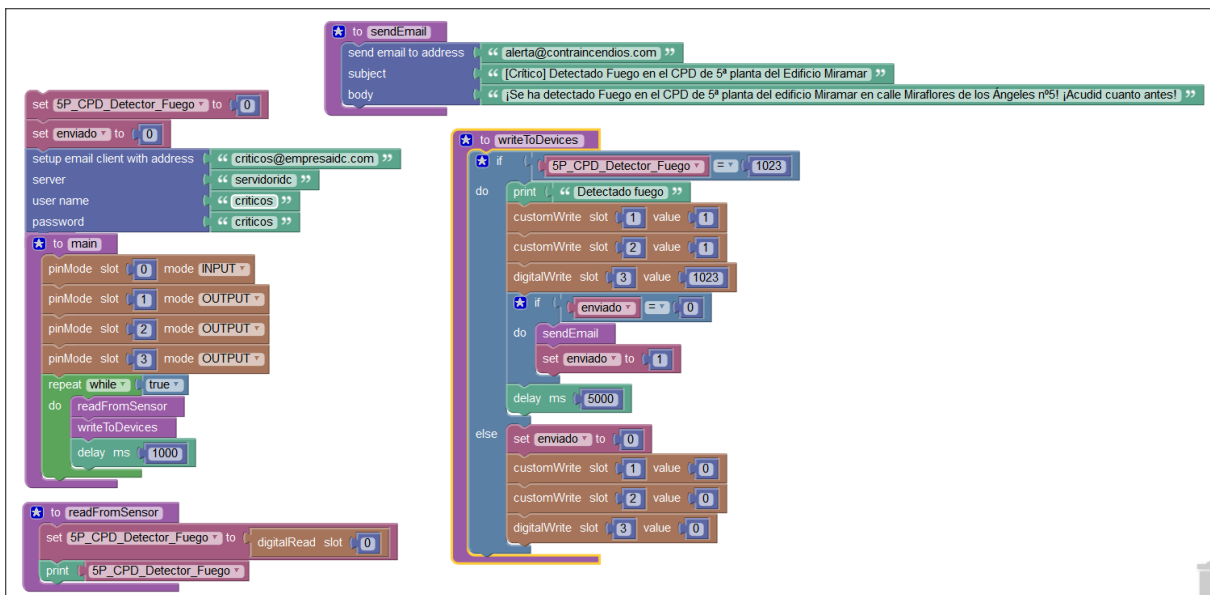 to sendEmail
send email to address “ alerta@contraincendios.com ”
subject “ [Crítico] Detectado Fuego en el CPD de 5ª planta del Edificio Miramar ”
body “ ¡Se ha detectado Fuego en el CPD de 5ª planta del edificio Miramar en calle Miraflores de los Ángeles nº5! ¡Acudid cuanto antes! ”
set 5P_CPD_Detector_Fuego to 0
set enviado to 0
setup email client with address “ criticos@empresaidc.com ”
server “ servidoridc ”
user name “ criticos ”
password “ criticos ”
to main
pinMode slot 0 mode INPUT
pinMode slot 1 mode OUTPUT
pinMode slot 2 mode OUTPUT
pinMode slot 3 mode OUTPUT
repeat while true
do readFromSensor
writeToDevices
delay ms 1000
to readFromSensor
set 5P_CPD_Detector_Fuego to digitalRead slot 0
print 5P_CPD_Detector_Fuego
to writeToDevices
if 5P_CPD_Detector_Fuego = 1023
do print “ Detectado fuego ”
customWrite slot 1 value 1
customWrite slot 2 value 1
digitalWrite slot 3 value 1023
if enviado = 0
do sendEmail
set enviado to 1
delay ms 5000
else set enviado to 0
customWrite slot 1 value 0
customWrite slot 2 value 0
digitalWrite slot 3 value 0